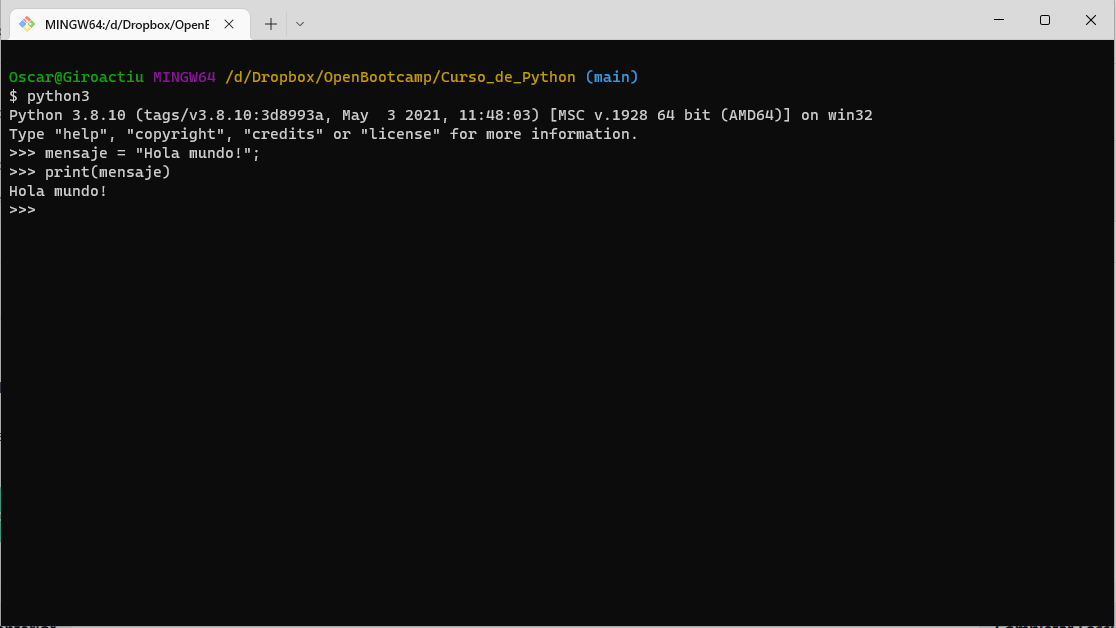 MINGW64:/d/Dropbox/OpenB
Oscar@Giroactiu MINGW64 /d/Dropbox/OpenBootcamp/Curso_de_Python (main)
$ python3
Python 3.8.10 (tags/v3.8.10:3d8993a, May  3 2021, 11:48:03) [MSC v.1928 64 bit (AMD64)] on win32
Type "help", "copyright", "credits" or "license" for more information.
>>> mensaje = "Hola mundo!";
>>> print(mensaje)
Hola mundo!
>>>